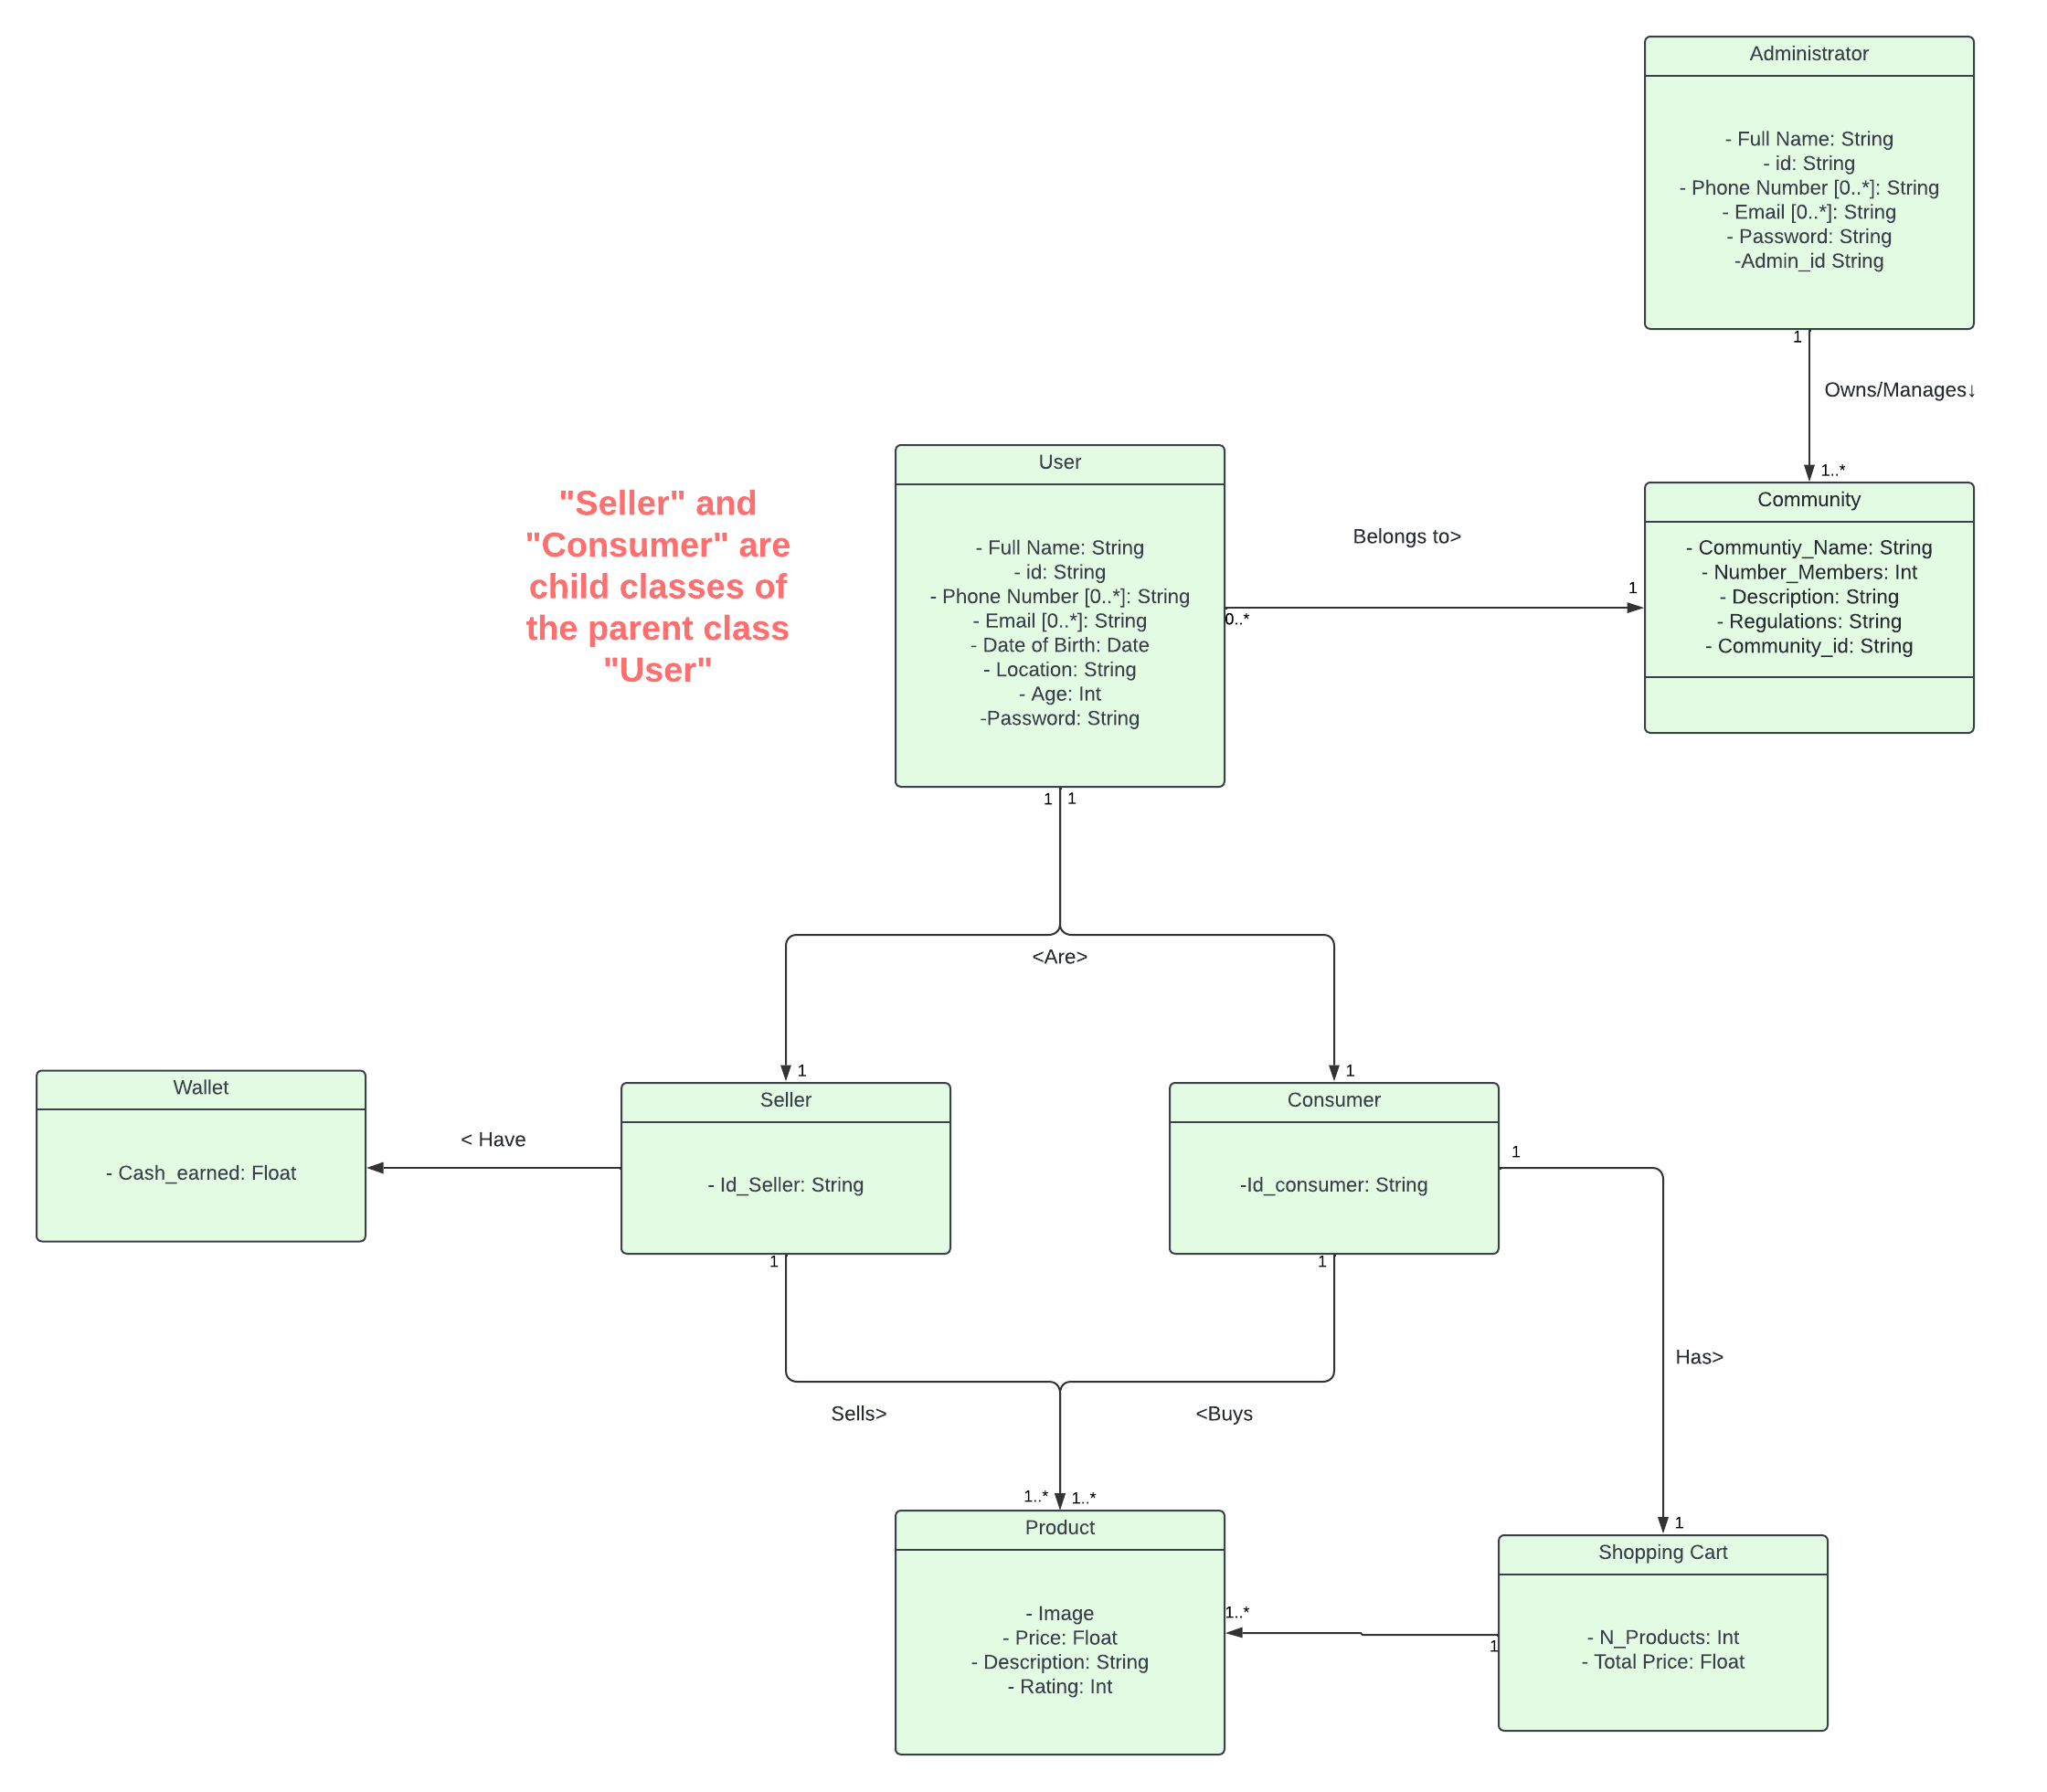 Administrator
- Full Name: String
- id: String
- Phone Number [0..*]: String
- Email [0..*]: String
- Password: String
-Admin_id String
1
Owns/Manages↓
1..*
Community
- Communtiy_Name: String
- Number_Members: Int
- Description: String
- Regulations: String
- Community_id: String
User
- Full Name: String
- id: String
- Phone Number [0..*]: String
- Email [0..*]: String
- Date of Birth: Date
- Location: String
- Age: Int
-Password: String
"Seller" and
"Consumer" are
child classes of
the parent class
"User"
Belongs to>
1
0..*
1 1
<Are>
1
1
Wallet
- Cash_earned: Float
< Have
Seller
- Id_Seller: String
Consumer
-Id_consumer: String
1
1
1
Has>
Sells>
<Buys
1..* 1..*
1
Product
- Image
- Price: Float
- Description: String
- Rating: Int
1..*
1
Shopping Cart
- N_Products: Int
- Total Price: Float